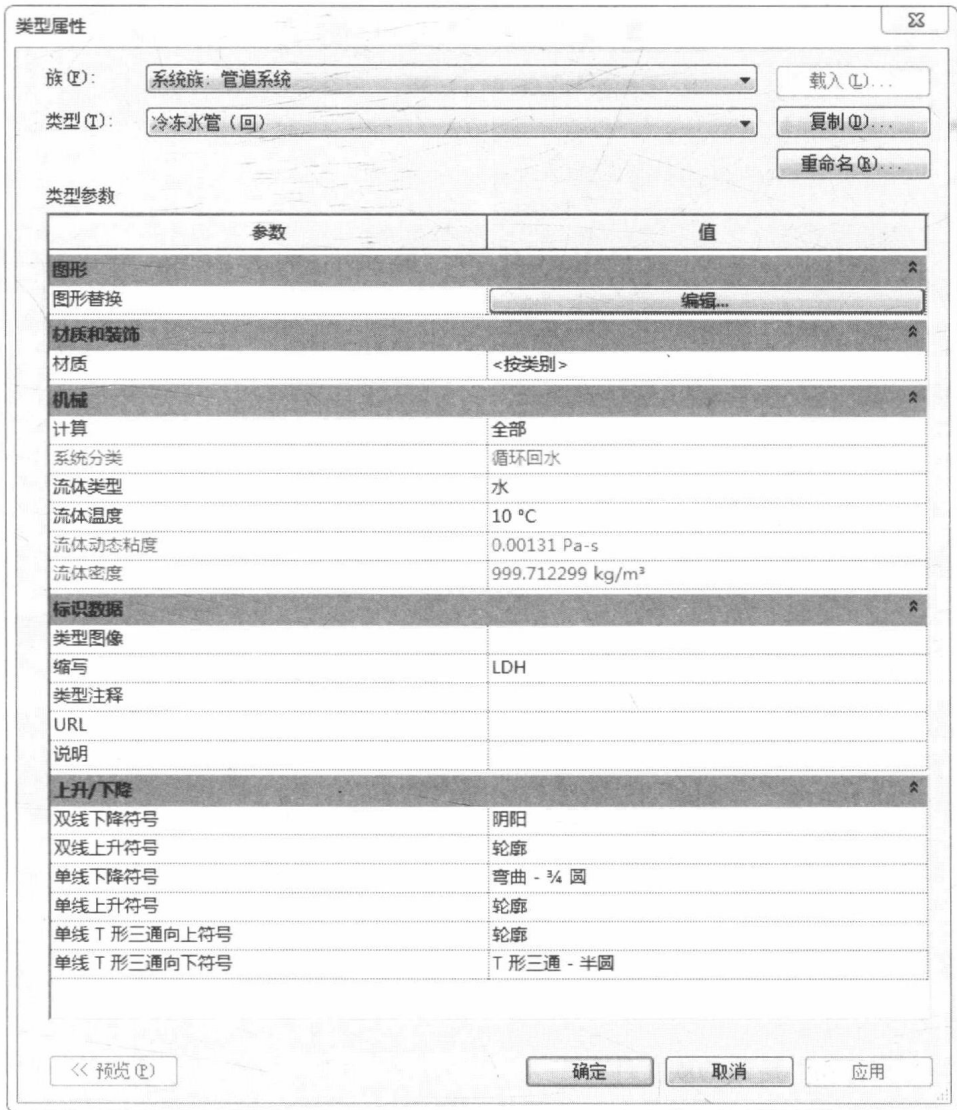 类型属性
族(F): 系统族: 管道系统 载入(L)...
类型(T): 冷冻水管（回） 复制(D)...
重命名(R)...
类型参数
参数 值
图形
图形替换 编辑...
材质和装饰
材质 <按类别>
机械
计算 全部
系统分类 循环回水
流体类型 水
流体温度 10 °C
流体动态粘度 0.00131 Pa-s
流体密度 999.712299 kg/m³
标识数据
类型图像
缩写 LDH
类型注释
URL
说明
上升/下降
双线下降符号 阴阳
双线上升符号 轮廓
单线下降符号 弯曲 - ¾ 圆
单线上升符号 轮廓
单线 T 形三通向上符号 轮廓
单线 T 形三通向下符号 T 形三通 - 半圆
<< 预览(P) 确定 取消 应用